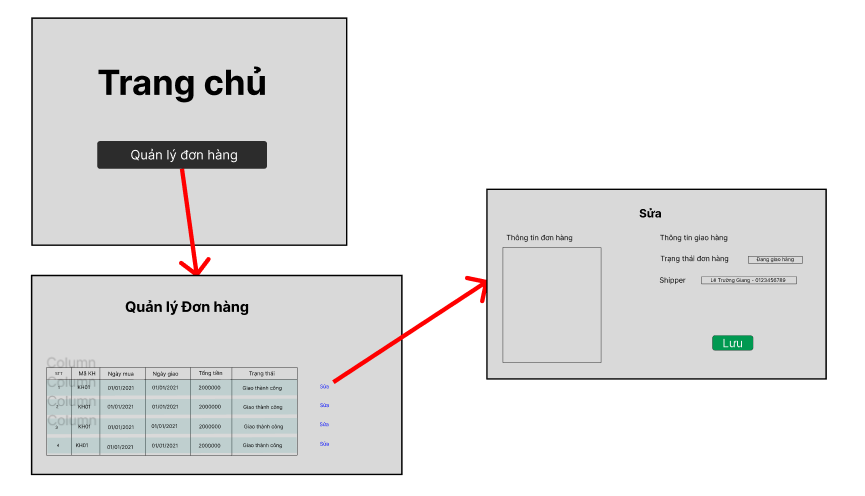 Trang chủ
Quản lý đơn hàng
Quản lý Đơn hàng
Column
STT Mã KH Ngày mua Ngày giao Tổng tiền Trạng thái
Column
1 KH01 01/01/2021 01/01/2021 2000000 Giao thành công Sửa
Column
2 KH01 01/01/2021 01/01/2021 2000000 Giao thành công Sửa
Column
3 KH01 01/01/2021 01/01/2021 2000000 Giao thành công Sửa
4 KH01 01/01/2021 01/01/2021 2000000 Giao thành công Sửa
Sửa
Thông tin đơn hàng
Thông tin giao hàng
Trạng thái đơn hàng Đang giao hàng
Shipper Lê Trường Giang - 0123456789
Lưu